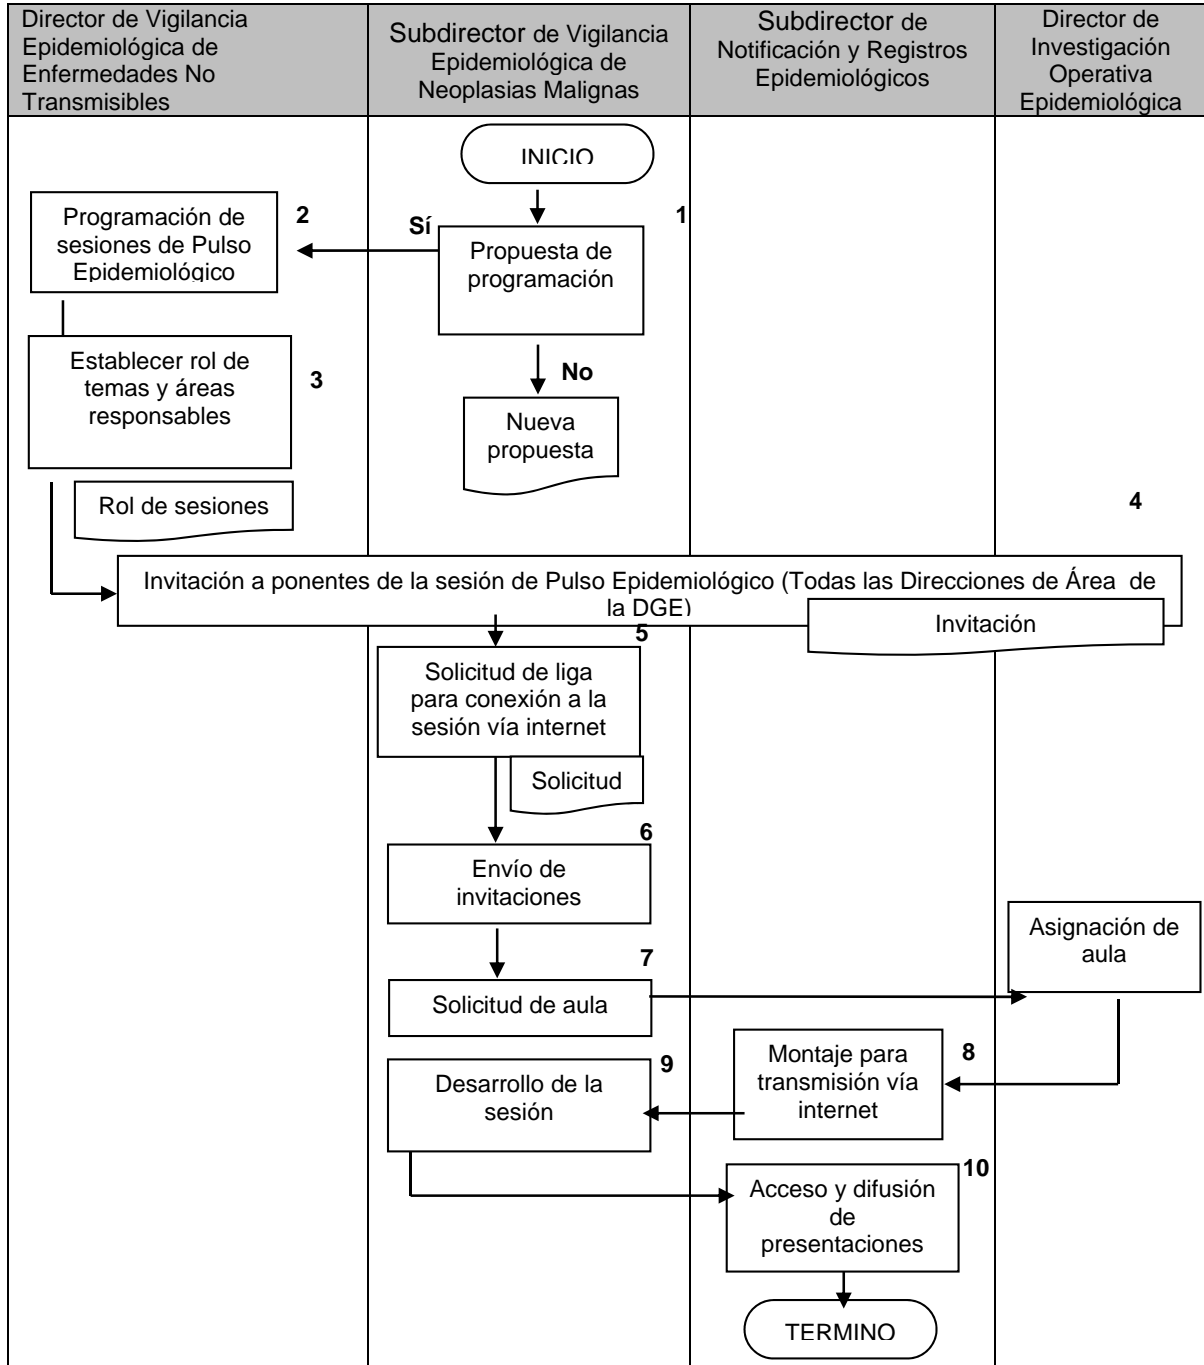 Director de Vigilancia
Epidemiológica de
Enfermedades No
Transmisibles
Subdirector de Vigilancia
Epidemiológica de
Neoplasias Malignas
Subdirector de
Notificación y Registros
Epidemiológicos
Director de
Investigación
Operativa
Epidemiológica
INICIO
1
Propuesta de
programación
Sí
2
Programación de
sesiones de Pulso
Epidemiológico
No
Nueva
propuesta
3
Establecer rol de
temas y áreas
responsables
Rol de sesiones
4
Invitación a ponentes de la sesión de Pulso Epidemiológico (Todas las Direcciones de Área de
la DGE)
Invitación
5
Solicitud de liga
para conexión a la
sesión vía internet
Solicitud
6
Envío de
invitaciones
7
Solicitud de aula
Asignación de
aula
8
Montaje para
transmisión vía
internet
9
Desarrollo de la
sesión
10
Acceso y difusión
de
presentaciones
TERMINO